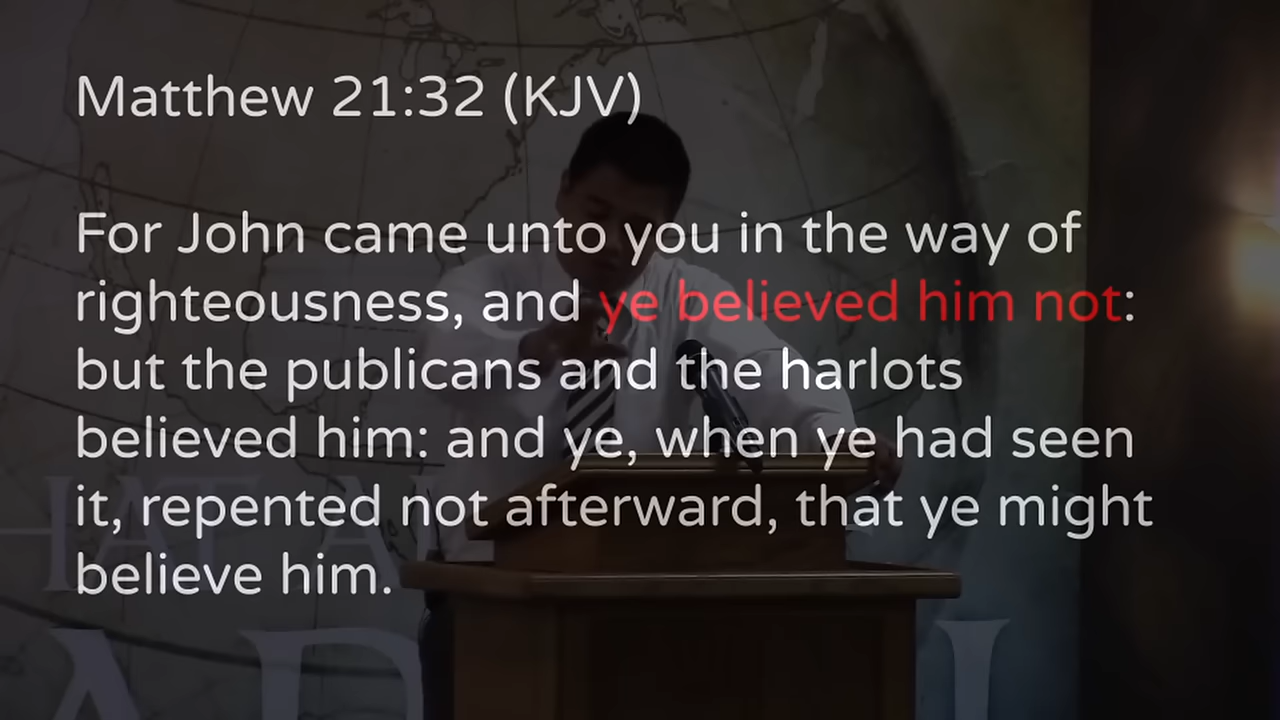 Matthew 21:32 (KJV)
For John came unto you in the way of
righteousness, and ye believed him not:
but the publicans and the harlots
believed him: and ye, when ye had seen
it, repented not afterward, that ye might
believe him.